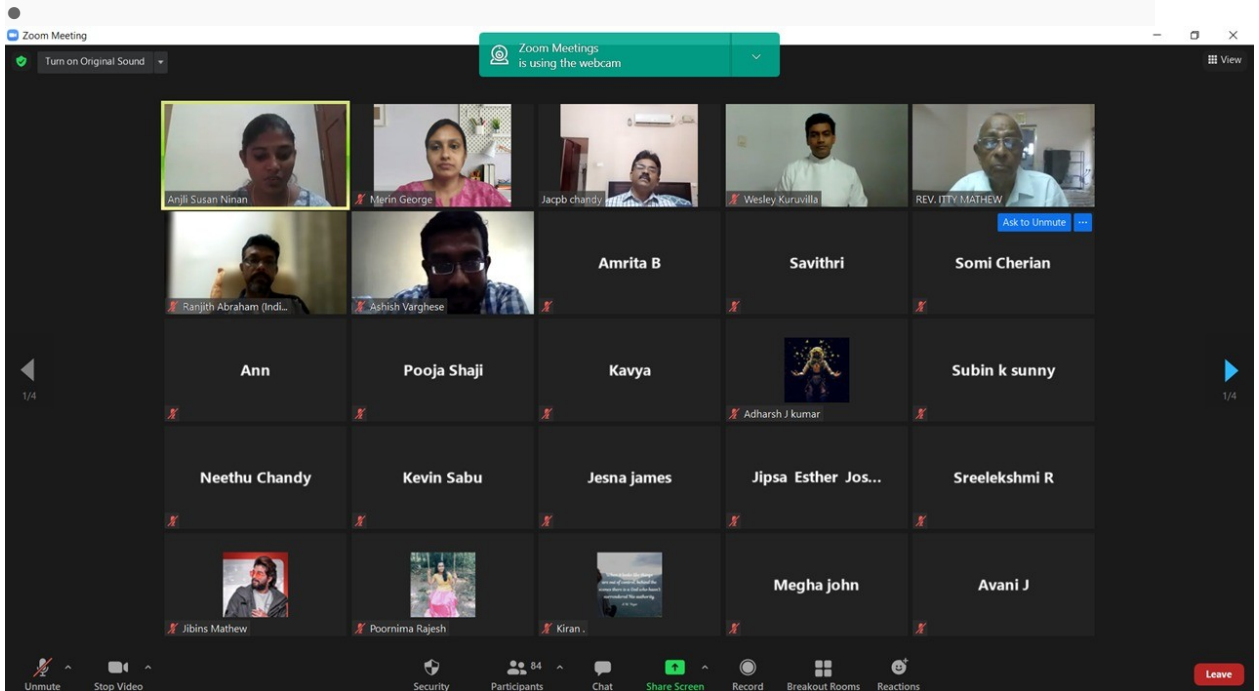 Zoom Meeting
Zoom Meetings
is using the webcam
Turn on Original Sound
View
Anjli Susan Ninan
Merin George
Jacpb chandy
Wesley Kuruvilla
REV. ITTY MATHEW
Ask to Unmute
Ranjith Abraham (Indi...
Ashish Varghese
Amrita B
Savithri
Somi Cherian
1/4
Ann
Pooja Shaji
Kavya
Adharsh J kumar
Subin k sunny
1/4
Neethu Chandy
Kevin Sabu
Jesna james
Jipsa Esther Jos...
Sreelekshmi R
Jibins Mathew
Poornima Rajesh
Kiran .
Megha john
Avani J
Unmute
Stop Video
Security
84
Participants
Chat
Share Screen
Record
Breakout Rooms
Reactions
Leave